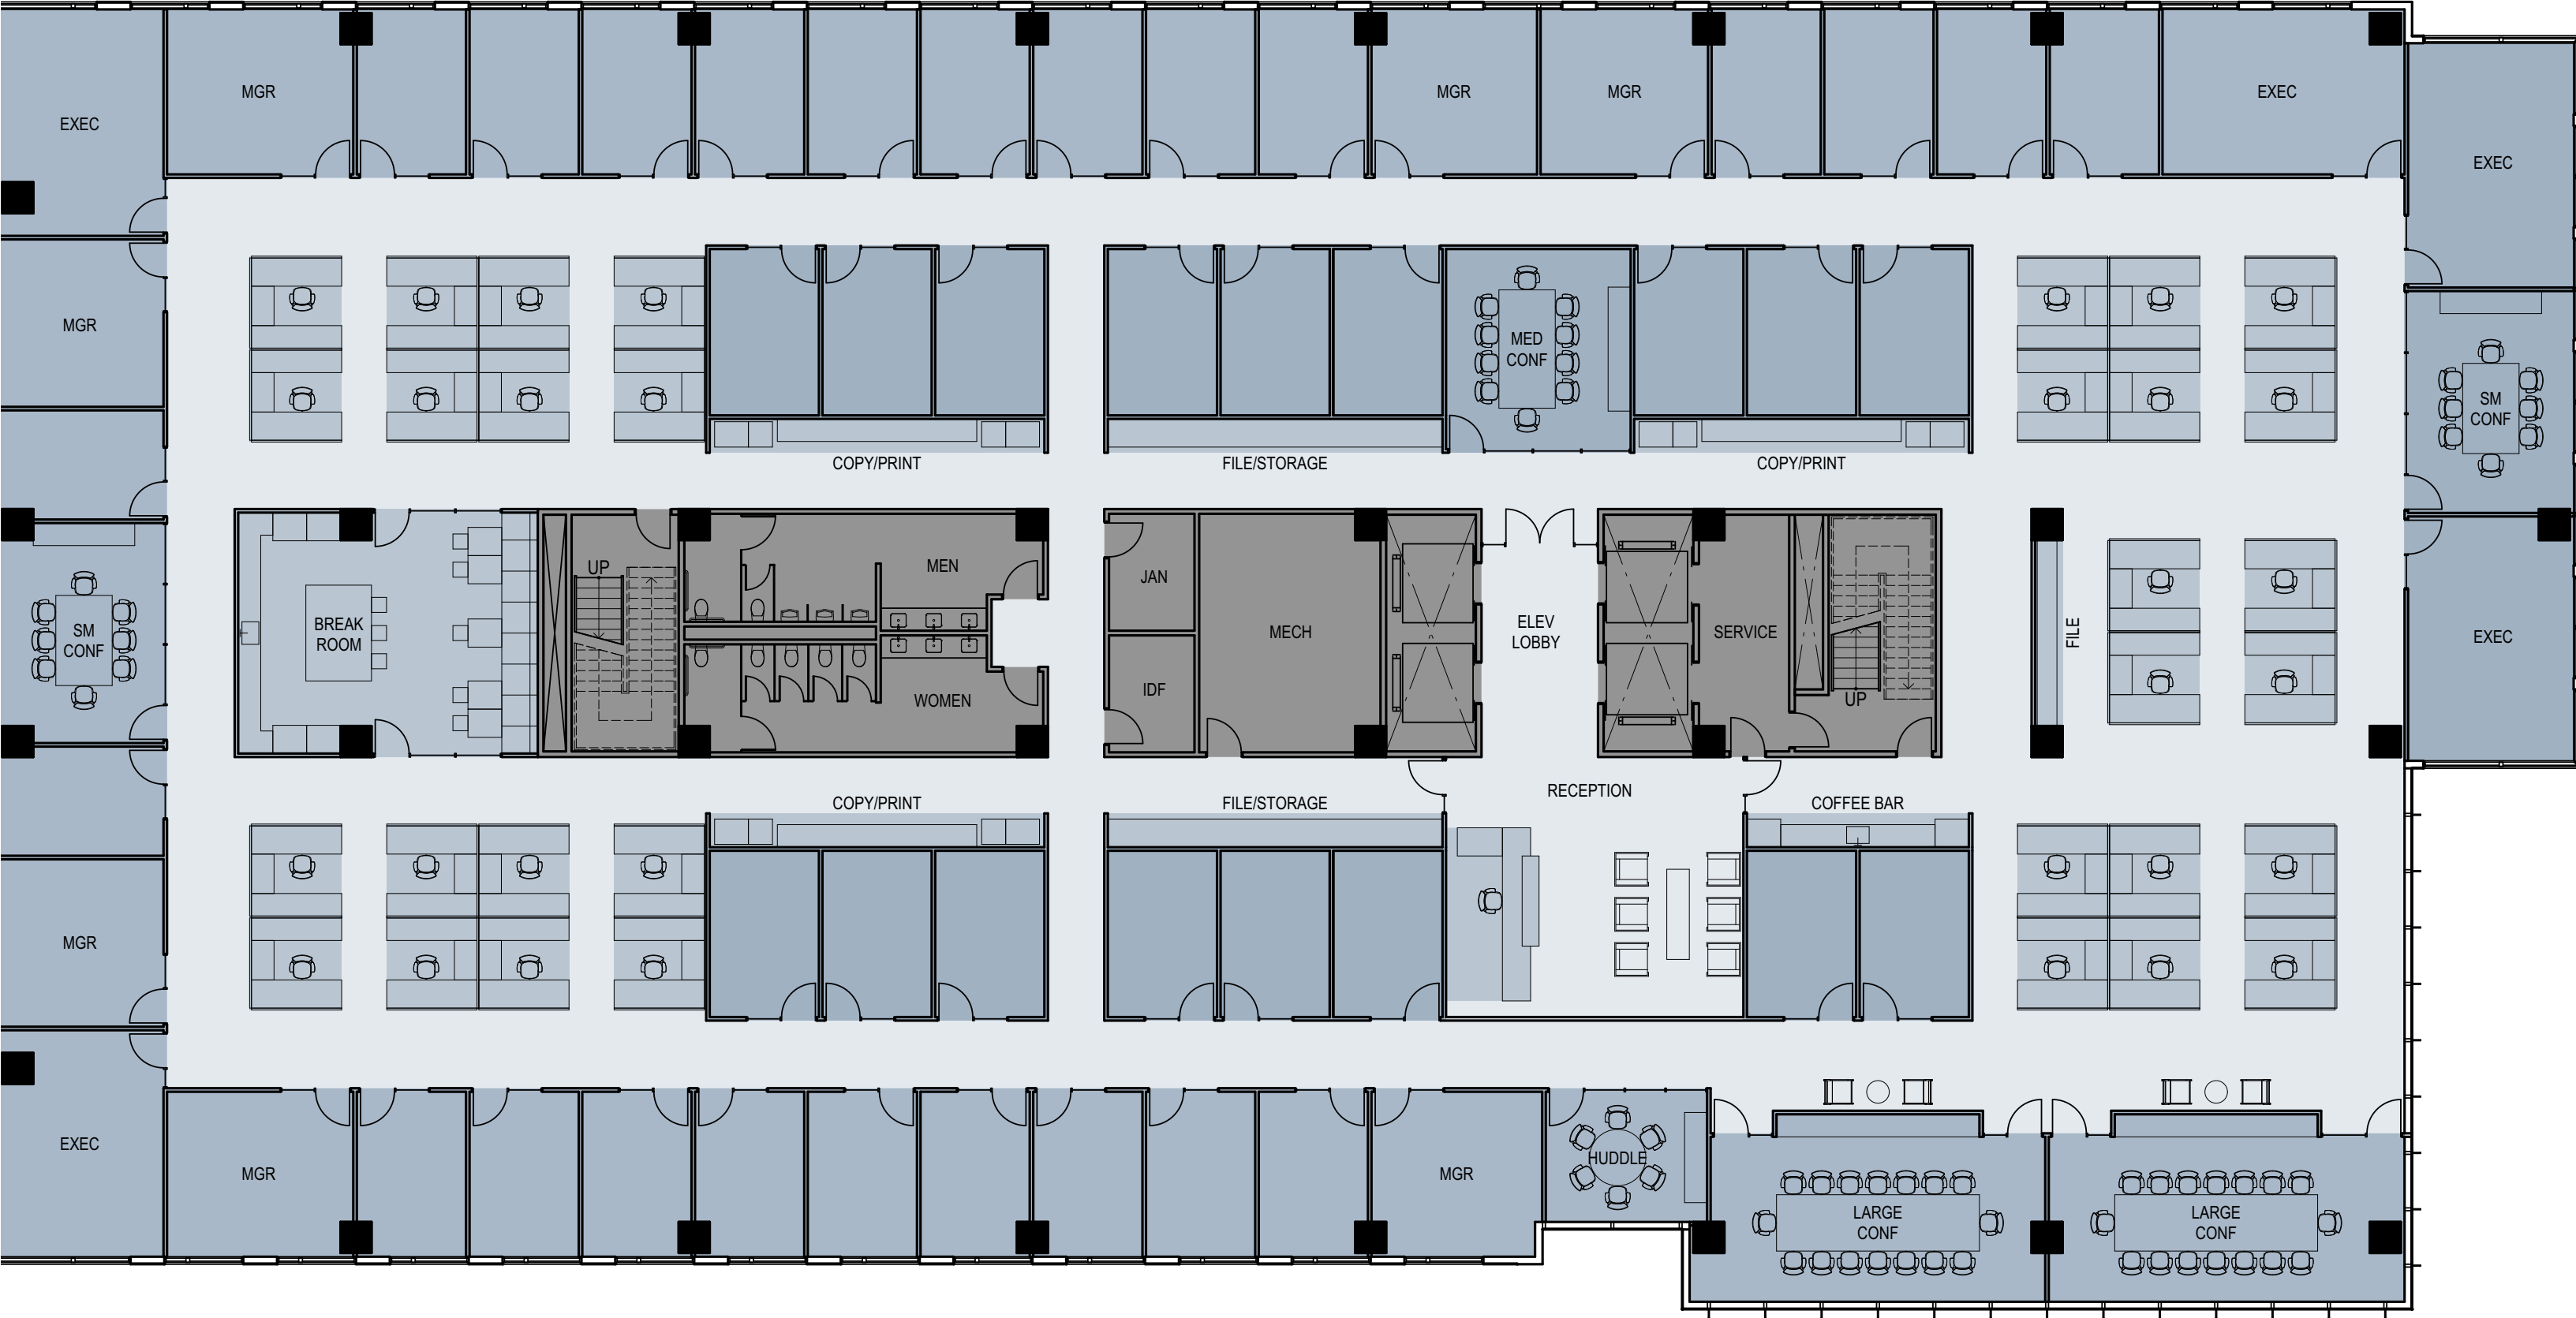 MGR
MGR
MGR
EXEC
EXEC
EXEC
MGR
MED
CONF
SM
CONF
COPY/PRINT
FILE/STORAGE
COPY/PRINT
UP
MEN
JAN
BREAK
ROOM
SM
CONF
MECH
ELEV
LOBBY
SERVICE
FILE
EXEC
IDF
WOMEN
UP
RECEPTION
COPY/PRINT
FILE/STORAGE
COFFEE BAR
MGR
EXEC
MGR
MGR
HUDDLE
LARGE
CONF
LARGE
CONF